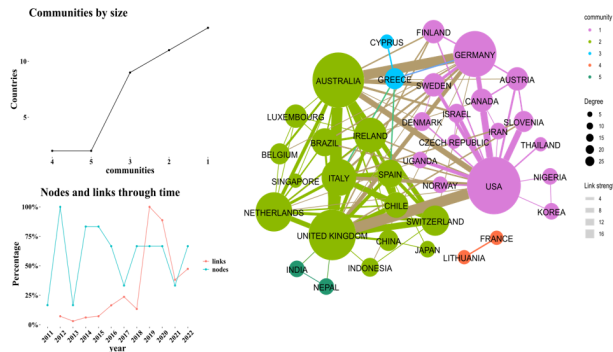 Communities by size
Countries
10
5
4
5
3
2
1
communities
Nodes and links through time
Percentage
100%
75%
50%
25%
0%
2011
2012
2013
2014
2015
2016
2017
2018
2019
2020
2021
2022
year
links
nodes
CYPRUS
FINLAND
GERMANY
AUSTRALIA
GREECE
SWEDEN
AUSTRIA
CANADA
LUXEMBOURG
ISRAEL
DENMARK
SLOVENIA
IRELAND
IRAN
BRAZIL
CZECH REPUBLIC
THAILAND
BELGIUM
UGANDA
SINGAPORE
ITALY
SPAIN
NORWAY
USA
NIGERIA
NETHERLANDS
CHILE
KOREA
SWITZERLAND
UNITED KINGDOM
CHINA
JAPAN
FRANCE
LITHUANIA
INDIA
INDONESIA
NEPAL
community
1
2
3
4
5
Degree
5
10
15
20
25
Link streng
4
8
12
16